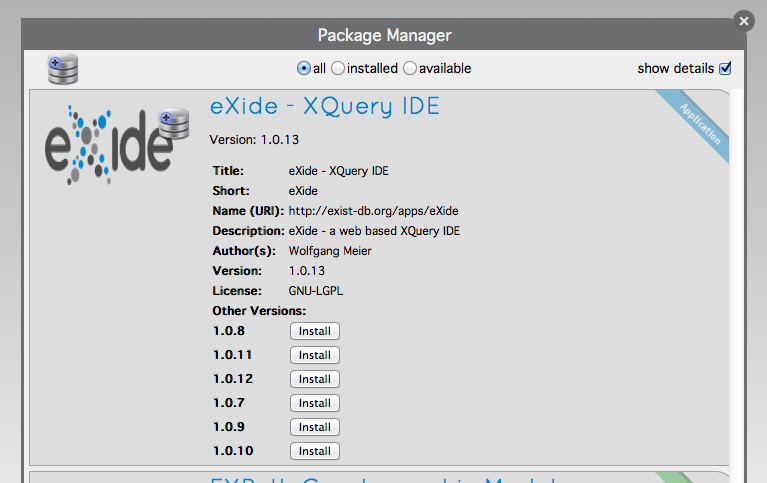 Package Manager
all installed available show details
eXide - XQuery IDE
Application
eXide
Version: 1.0.13
Title: eXide - XQuery IDE
Short: eXide
Name (URI): http://exist-db.org/apps/eXide
Description: eXide - a web based XQuery IDE
Author(s): Wolfgang Meier
Version: 1.0.13
License: GNU-LGPL
Other Versions:
1.0.8 Install
1.0.11 Install
1.0.12 Install
1.0.7 Install
1.0.9 Install
1.0.10 Install